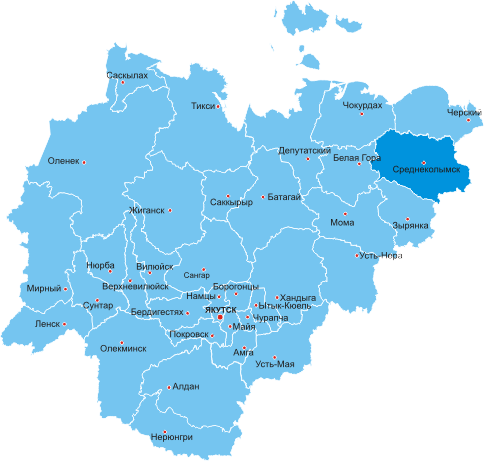 Саскылах
Тикси
Чокурдах
Черский
Депутатский
Оленек
Белая Гора
Среднеколымск
Жиганск
Саккырыр
Батагай
Мома
Зырянка
Усть-Нера
Нюрба
Вилюйск
Сангар
Верхневилюйск
Мирный
Борогонцы
Намцы
Хандыга
Сунтар
Ытык-Кюель
Бердигестях
ЯКУТСК
Чурапча
Ленск
Майя
Покровск
Олекминск
Амга
Усть-Мая
Алдан
Нерюнгри